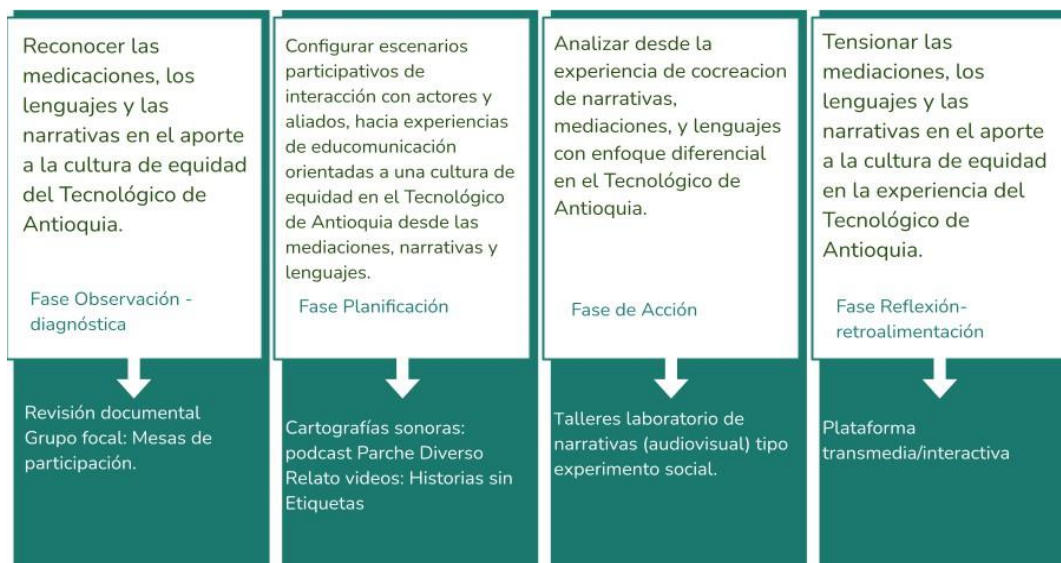 Reconocer las
medicaciones, los
lenguajes y las
narrativas en el aporte
a la cultura de equidad
del Tecnológico de
Antioquia.
Fase Observación -
diagnóstica
Revisión documental
Grupo focal: Mesas de
participación.
Configurar escenarios
participativos de
interacción con actores y
aliados, hacia experiencias
de educomunicación
orientadas a una cultura de
equidad en el Tecnológico
de Antioquia desde las
mediaciones, narrativas y
lenguajes.
Fase Planificación
Cartografías sonoras:
podcast Parche Diverso
Relato videos: Historias sin
Etiquetas
Analizar desde la
experiencia de cocreacion
de narrativas,
mediaciones, y lenguajes
con enfoque diferencial
en el Tecnológico de
Antioquia.
Fase de Acción
Talleres laboratorio de
narrativas (audiovisual) tipo
experimento social.
Tensionar las
mediaciones, los
lenguajes y las
narrativas en el aporte
a la cultura de equidad
en la experiencia del
Tecnológico de
Antioquia.
Fase Reflexión-
retroalimentación
Plataforma
transmedia/interactiva